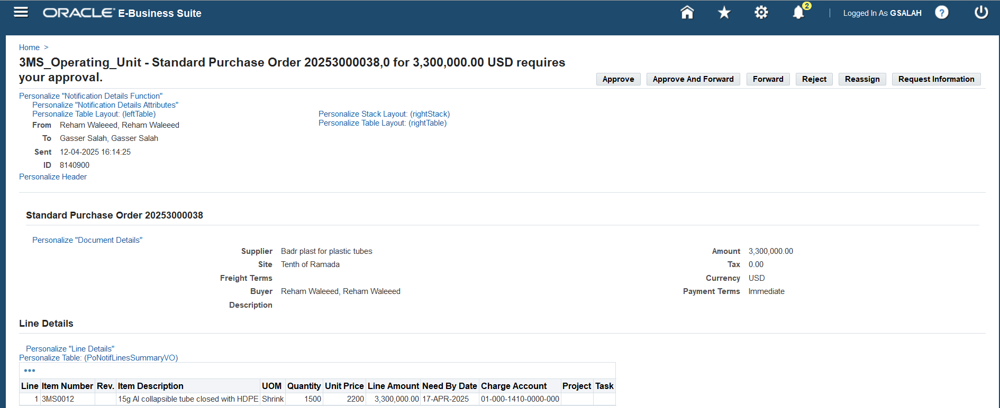 ORACLE E-Business Suite
2
Logged In As GSALAH
?
Home >
3MS_Operating_Unit - Standard Purchase Order 20253000038,0 for 3,300,000.00 USD requires
your approval.
Approve Approve And Forward Forward Reject Reassign Request Information
Personalize "Notification Details Function"
Personalize "Notification Details Attributes"
Personalize Table Layout: (leftTable)
Personalize Stack Layout: (rightStack)
Personalize Table Layout: (rightTable)
From Reham Waleeed, Reham Waleeed
To Gasser Salah, Gasser Salah
Sent 12-04-2025 16:14:25
ID 8140900
Personalize Header
Standard Purchase Order 20253000038
Personalize "Document Details"
Supplier Badr plast for plastic tubes
Site Tenth of Ramada
Freight Terms
Buyer Reham Waleeed, Reham Waleeed
Description
Amount 3,300,000.00
Tax 0.00
Currency USD
Payment Terms Immediate
Line Details
Personalize "Line Details"
Personalize Table: (PoNotifLinesSummaryVO)
Line Item Number Rev. Item Description UOM Quantity Unit Price Line Amount Need By Date Charge Account Project Task
1 3MS0012 15g Al collapsible tube closed with HDPE Shrink 1500 2200 3,300,000.00 17-APR-2025 01-000-1410-0000-000